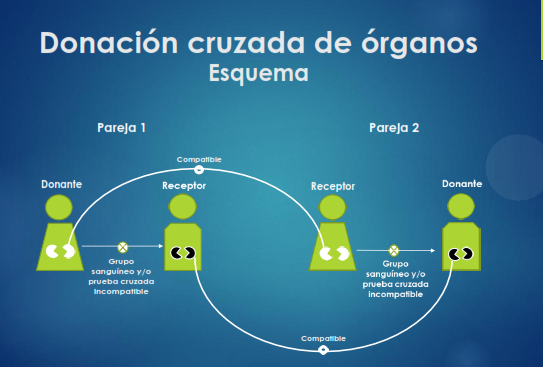 Donación cruzada de órganos
Esquema
Pareja 1
Pareja 2
Compatible
Donante
Receptor
Receptor
Donante
Grupo
sanguíneo y/o
prueba cruzada
incompatible
Grupo
sanguíneo y/o
prueba cruzada
incompatible
Compatible